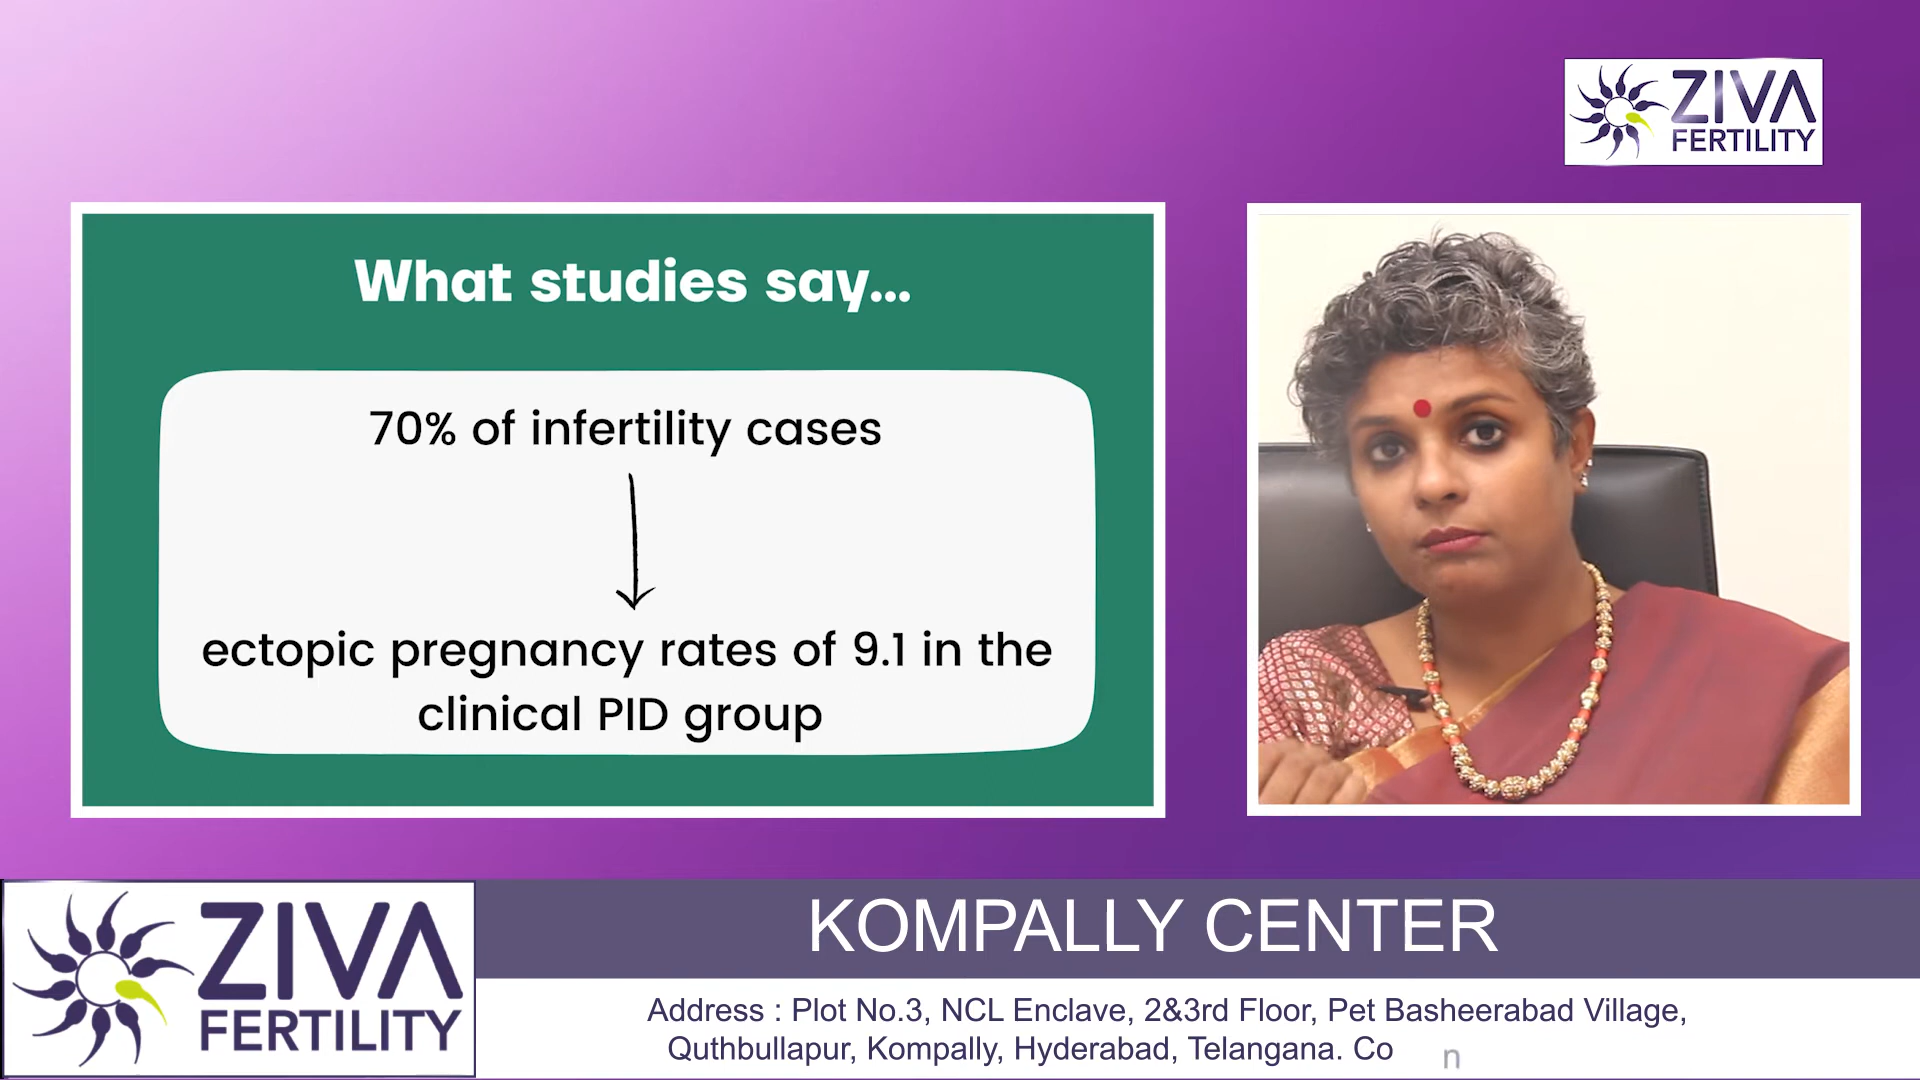 ZIVA
FERTILITY
What studies say...
70% of infertility cases
ectopic pregnancy rates of 9.1 in the
clinical PID group
ZIVA
FERTILITY
KOMPALLY CENTER
Address : Plot No.3, NCL Enclave, 2&3rd Floor, Pet Basheerabad Village,
Quthbullapur, Kompally, Hyderabad, Telangana. Co n